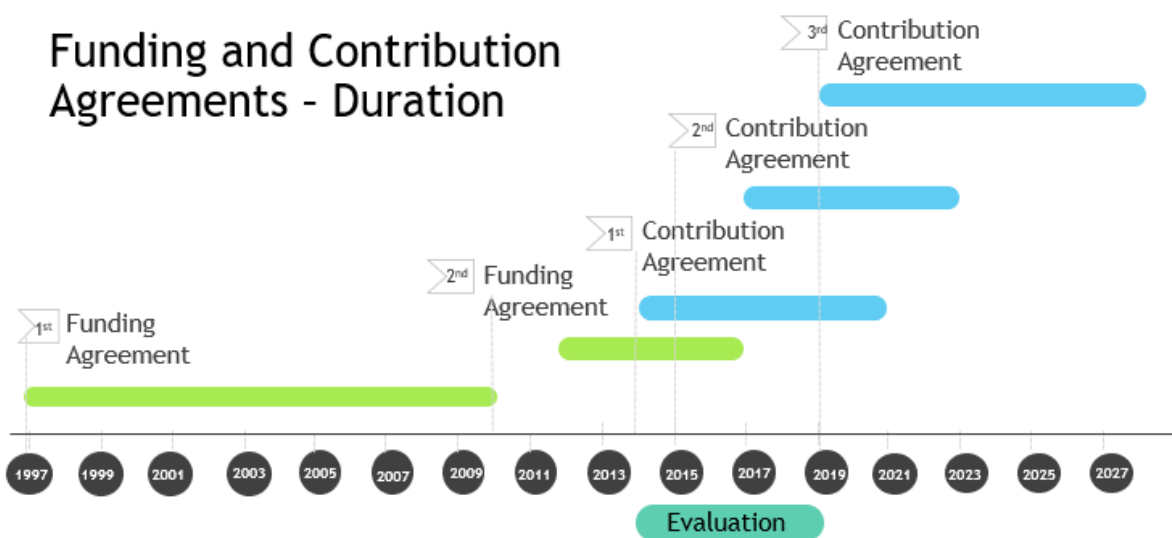 Funding and Contribution
Agreements – Duration
3rd Contribution
Agreement
2nd Contribution
Agreement
1st Contribution
Agreement
2nd Funding
Agreement
1st Funding
Agreement
1997 1999 2001 2003 2005 2007 2009 2011 2013 2015 2017 2019 2021 2023 2025 2027
Evaluation